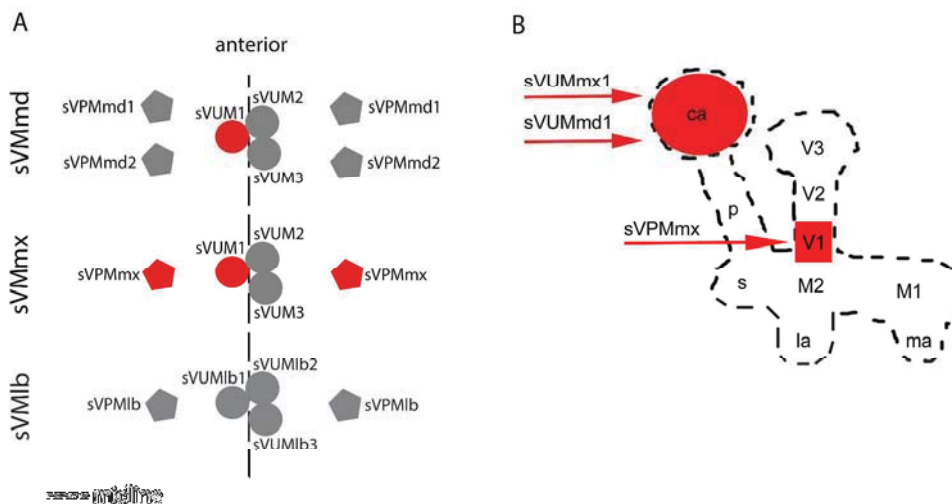 A
anterior
sVMmd
sVPMmd1
sVUM1
sVUM2
sVPMmd1
sVPMmd2
sVUM3
sVPMmd2
sVMmx
sVPMmx
sVUM1
sVUM2
sVPMmx
sVUM3
sVMlb
sVPMlb
sVUMlb1
sVUMlb2
sVPMlb
sVUMlb3
midline
B
sVUMmx1
sVUMmd1
ca
V3
V2
p
sVPMmx
V1
s
M2
M1
la
ma